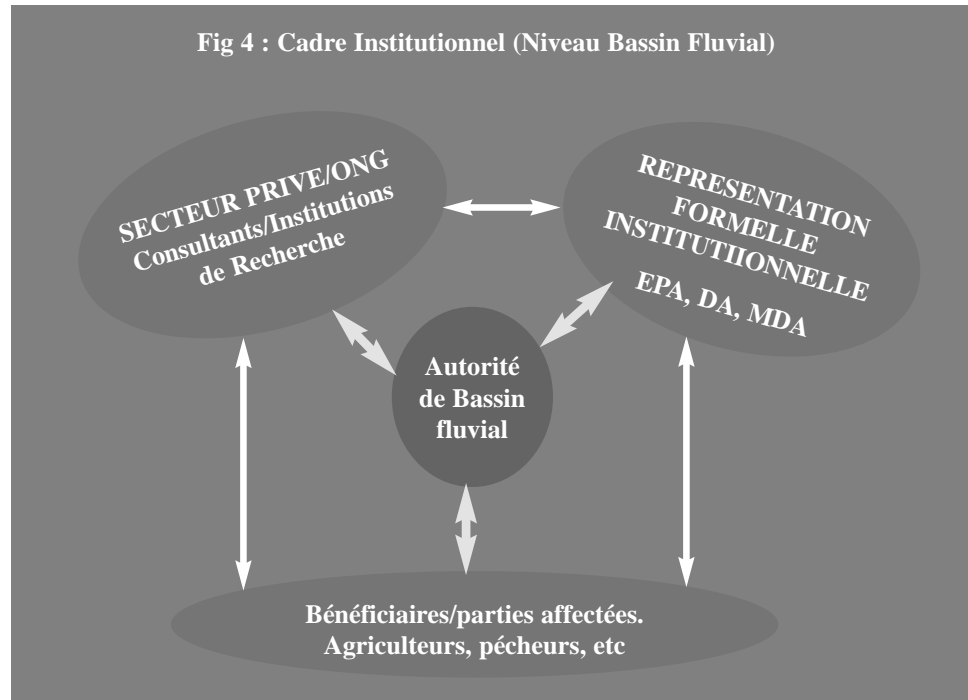 Fig 4 : Cadre Institutionnel (Niveau Bassin Fluvial)
SECTEUR PRIVE/ONG
Consultants/Institutions
de Recherche
REPRESENTATION
FORMELLE
INSTITUTIIONNELLE
EPA, DA, MDA
Autorité
de Bassin
fluvial
Bénéficiaires/parties affectées.
Agriculteurs, pécheurs, etc